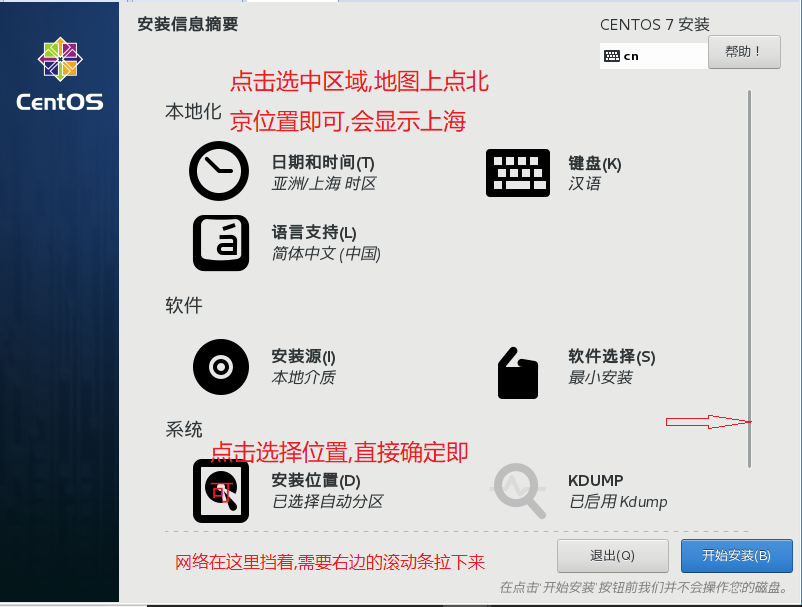 安装信息摘要
CENTOS 7 安装
cn
帮助！
CentOS
点击选中区域,地图上点北
京位置即可,会显示上海
本地化
日期和时间(T)
亚洲/上海 时区
键盘(K)
汉语
语言支持(L)
简体中文 (中国)
软件
安装源(I)
本地介质
软件选择(S)
最小安装
系统
点击选择位置,直接确定即
可
安装位置(D)
已选择自动分区
KDUMP
已启用 Kdump
网络在这里挡着,需要右边的滚动条拉下来
退出(Q)
开始安装(B)
在点击'开始安装'按钮前我们并不会操作您的磁盘。